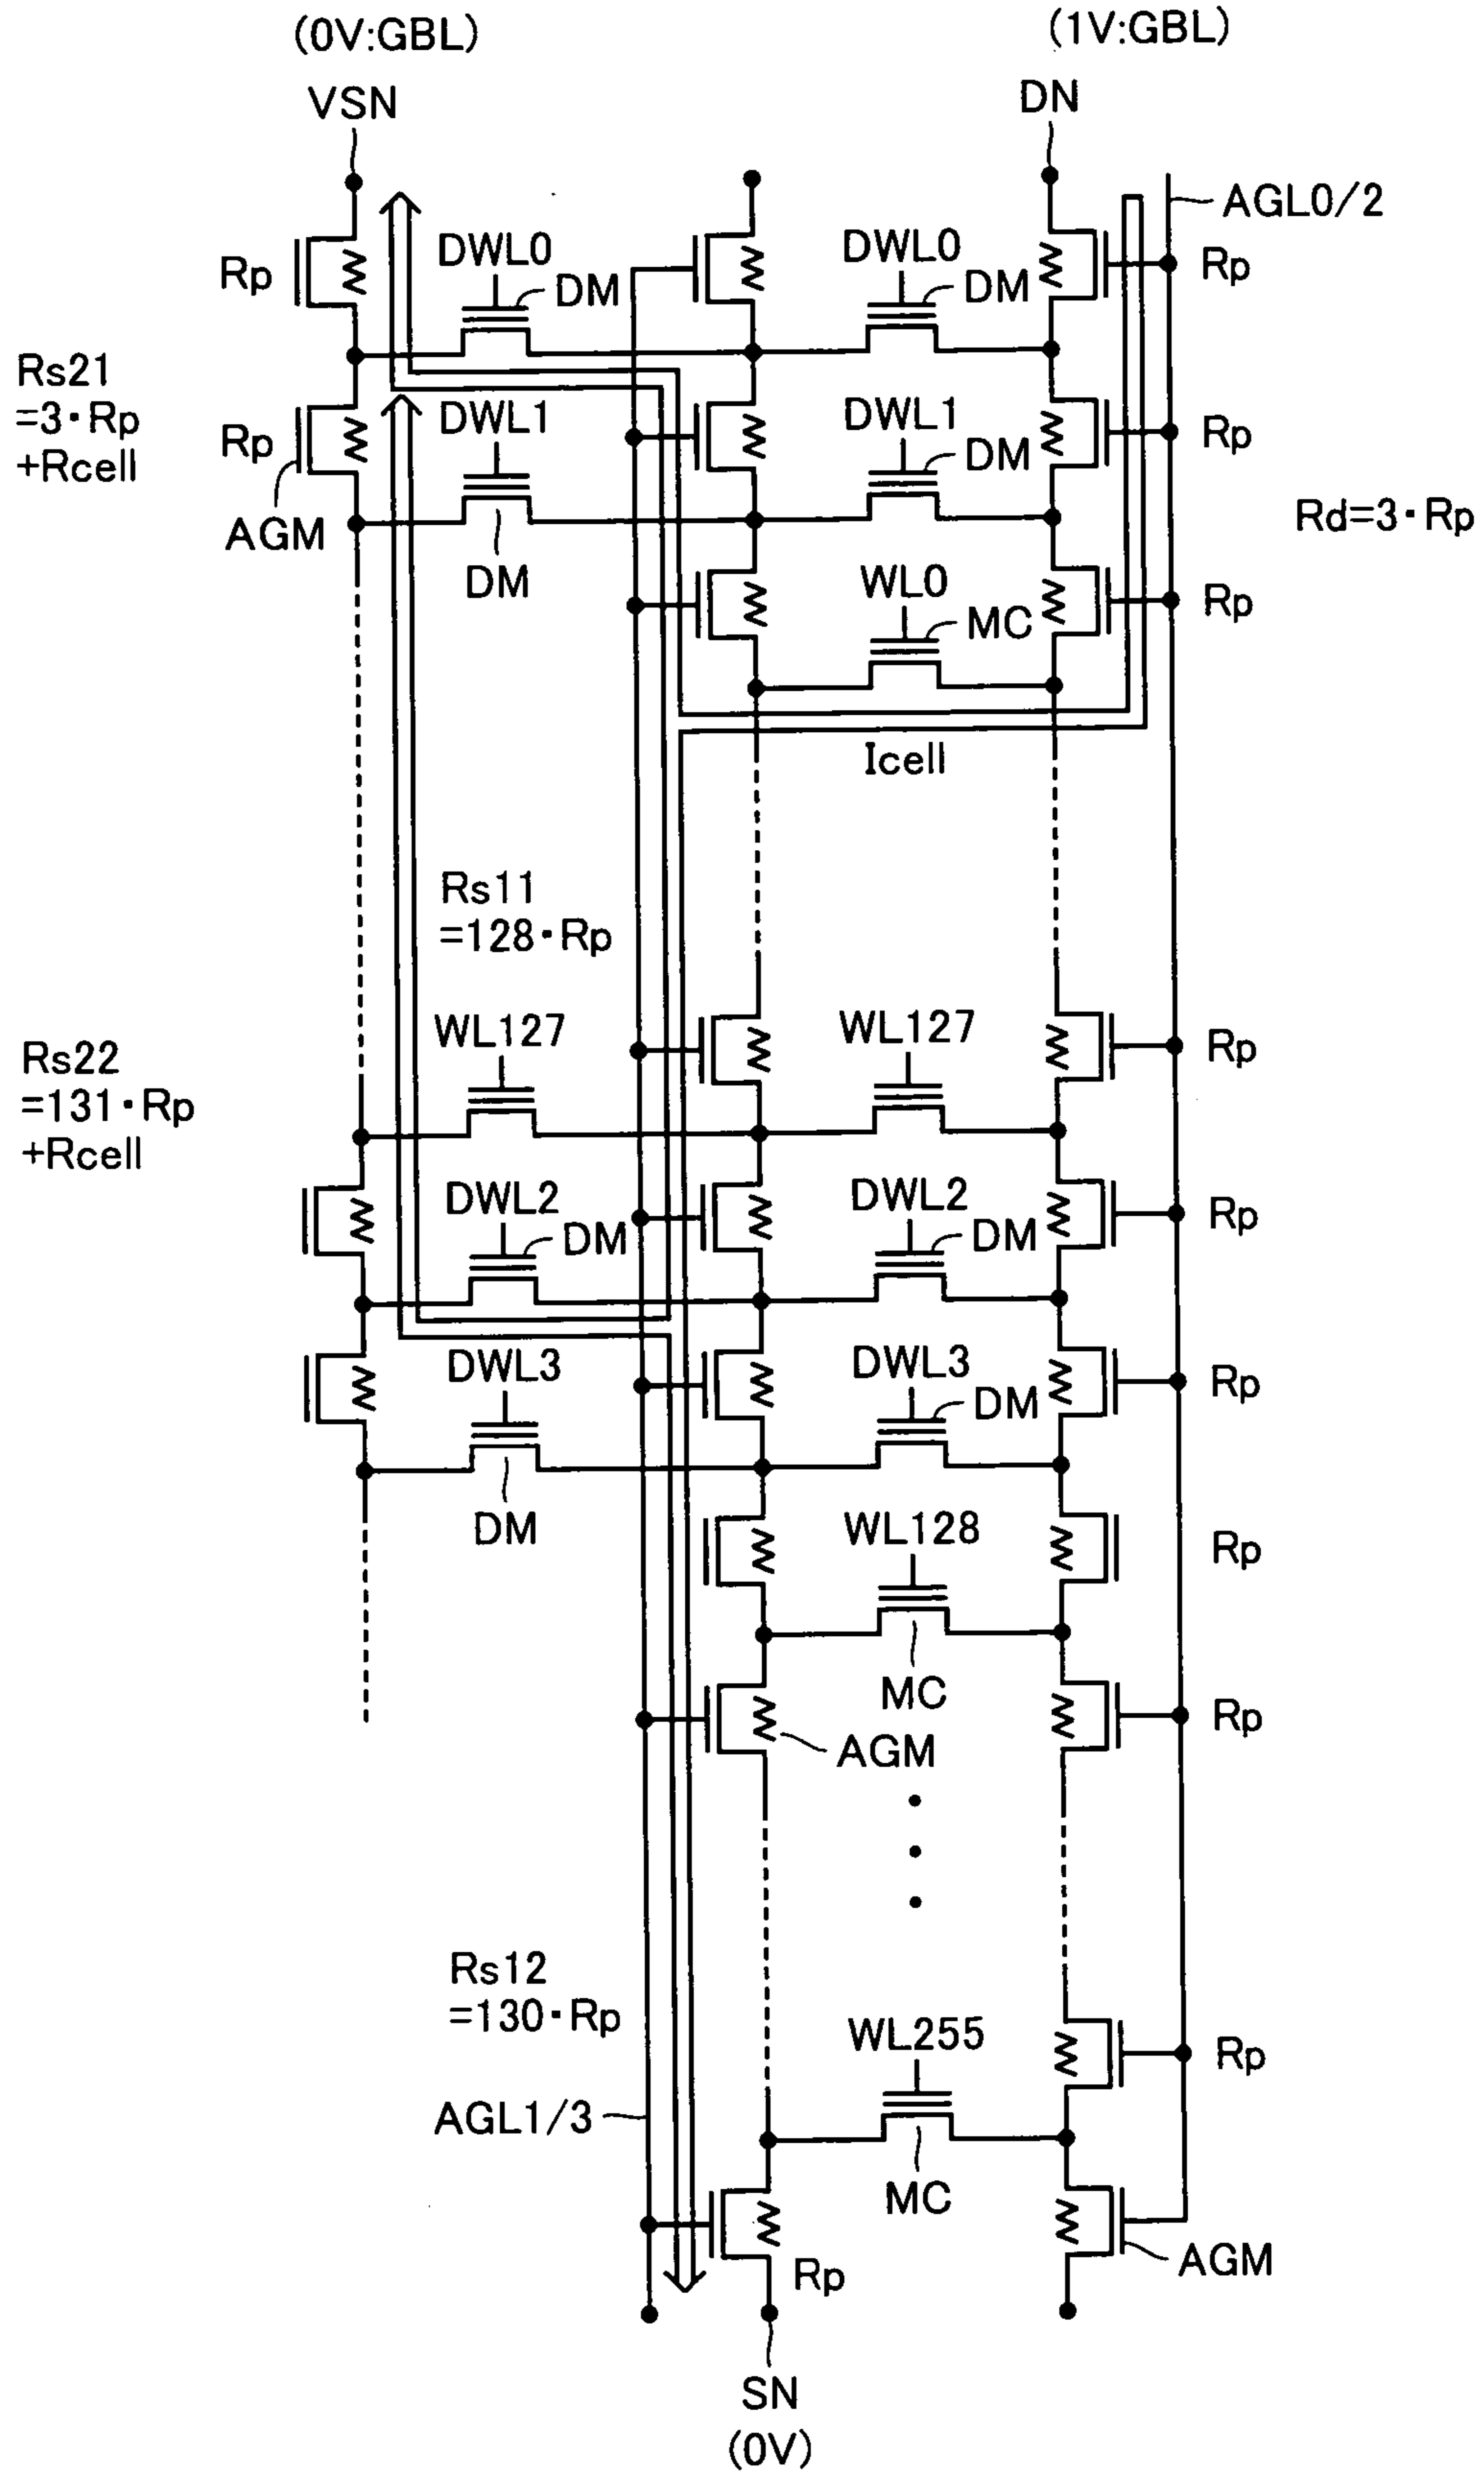 (0V:GBL)
(1V:GBL)
VSN
DN
AGL0/2
Rp
DWL0
DM
DWL0
DM
Rp
Rs21
=3·Rp
+Rcell
Rp
DWL1
DWL1
DM
Rp
AGM
DM
Rd=3·Rp
WL0
MC
Rp
Icell
Rs11
=128·Rp
WL127
WL127
Rp
Rs22
=131·Rp
+Rcell
DWL2
DM
DWL2
DM
Rp
DWL3
DWL3
DM
Rp
DM
WL128
Rp
MC
Rp
AGM
Rs12
=130·Rp
WL255
Rp
AGL1/3
MC
Rp
AGM
SN
(0V)